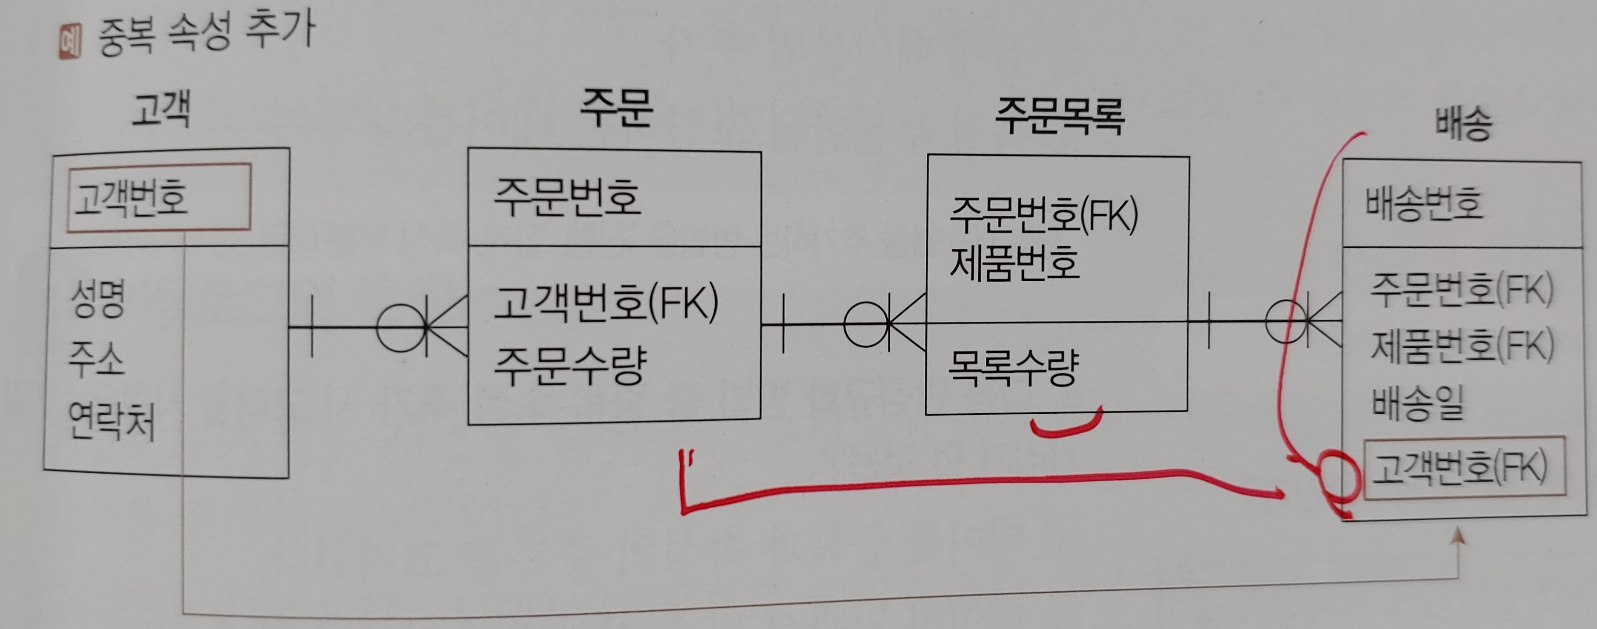 예 중복 속성 추가
고객
고객번호
성명
주소
연락처
주문
주문번호
고객번호(FK)
주문수량
주문목록
주문번호(FK)
제품번호
목록수량
배송
배송번호
주문번호(FK)
제품번호(FK)
배송일
고객번호(FK)